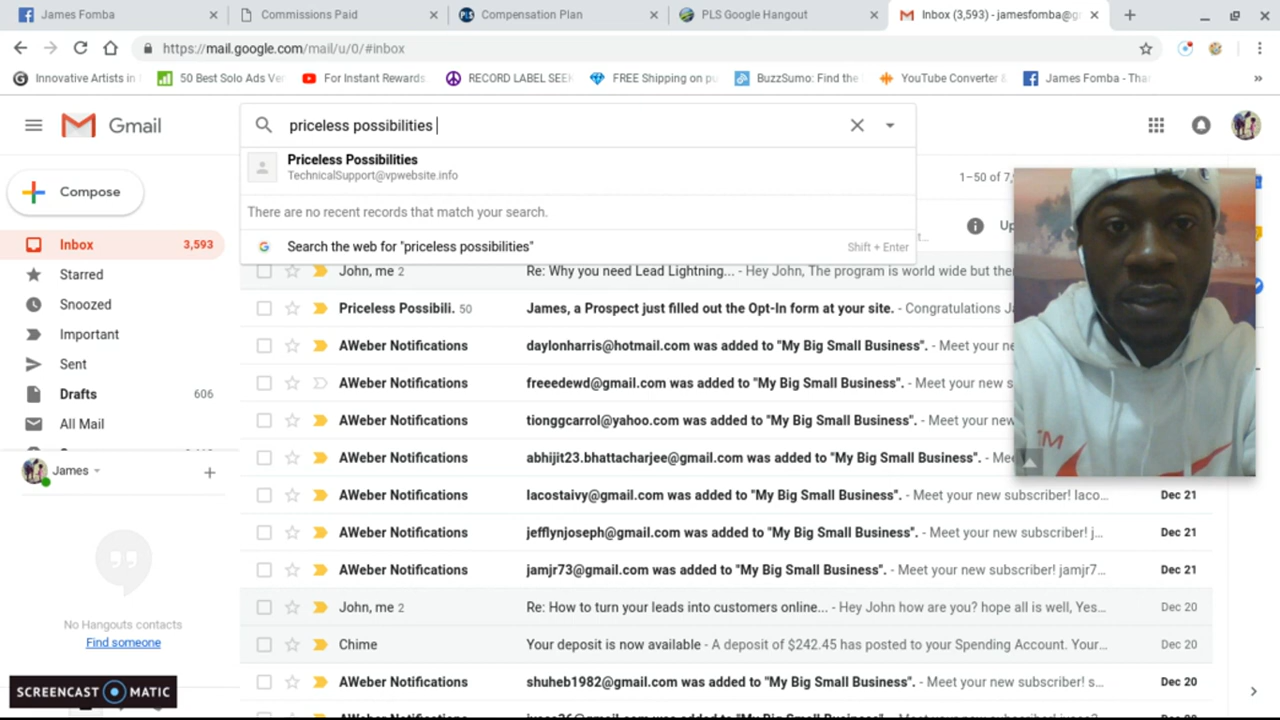 James Fomba
Commissions Paid
Compensation Plan
PLS Google Hangout
Inbox (3,593) - jamesfomba@g
https://mail.google.com/mail/u/0/#inbox
Innovative Artists in
50 Best Solo Ads Ver
For Instant Rewards
RECORD LABEL SEEK
FREE Shipping on pu
BuzzSumo: Find the
YouTube Converter &
James Fomba - Tha
Gmail
priceless possibilities
Priceless Possibilities
TechnicalSupport@vpwebsite.info
There are no recent records that match your search.
Search the web for "priceless possibilities" Shift + Enter
Compose
1–50 of 7,
Up
Inbox 3,593
Starred
Snoozed
Important
Sent
Drafts 606
All Mail
James
No Hangouts contacts
Find someone
John, me 2 Re: Why you need Lead Lightning... - Hey John, The program is world wide but the
Priceless Possibili. 50 James, a Prospect just filled out the Opt-In form at your site. - Congratulations Ja
AWeber Notifications daylonharris@hotmail.com was added to "My Big Small Business". - Meet your ne
AWeber Notifications freeedewd@gmail.com was added to "My Big Small Business". - Meet your new s
AWeber Notifications tionggcarrol@yahoo.com was added to "My Big Small Business". - Meet your new
AWeber Notifications abhijit23.bhattacharjee@gmail.com was added to "My Big Small Business". - Mee
AWeber Notifications lacostaivy@gmail.com was added to "My Big Small Business". - Meet your new subscriber! laco... Dec 21
AWeber Notifications jefflynjoseph@gmail.com was added to "My Big Small Business". - Meet your new subscriber! j... Dec 21
AWeber Notifications jamjr73@gmail.com was added to "My Big Small Business". - Meet your new subscriber! jamjr7... Dec 21
John, me 2 Re: How to turn your leads into customers online... - Hey John how are you? hope all is well, Yes... Dec 20
Chime Your deposit is now available - A deposit of $242.45 has posted to your Spending Account. Your... Dec 20
AWeber Notifications shuheb1982@gmail.com was added to "My Big Small Business". - Meet your new subscriber! s... Dec 20
SCREENCAST MATIC